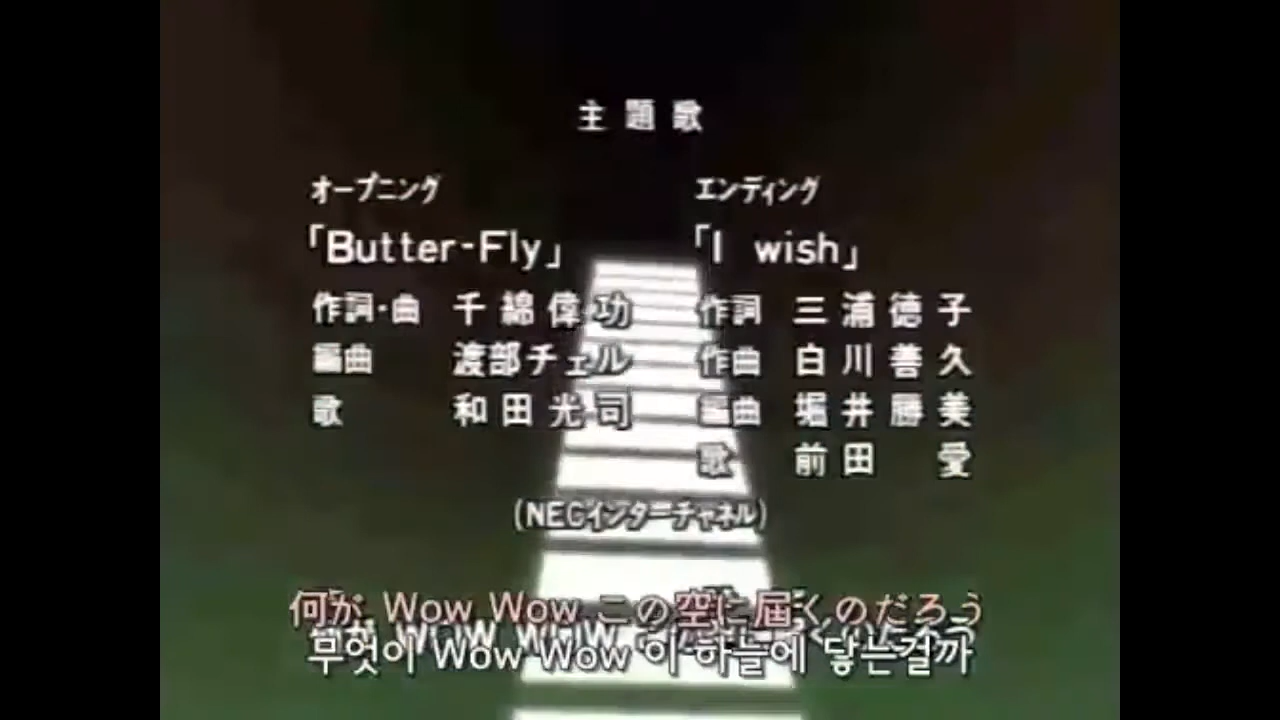 主題歌
オープニング
「Butter-Fly」
作詞・曲 千綿偉功
編曲 渡部チェル
歌 和田光司
エンディング
「I wish」
作詞 三浦徳子
作曲 白川善久
編曲 堀井勝美
歌 前田 愛
(NECインターチャネル)
何が Wow Wow この空に届くのだろう
무엇이 Wow Wow 이 하늘에 닿는걸까